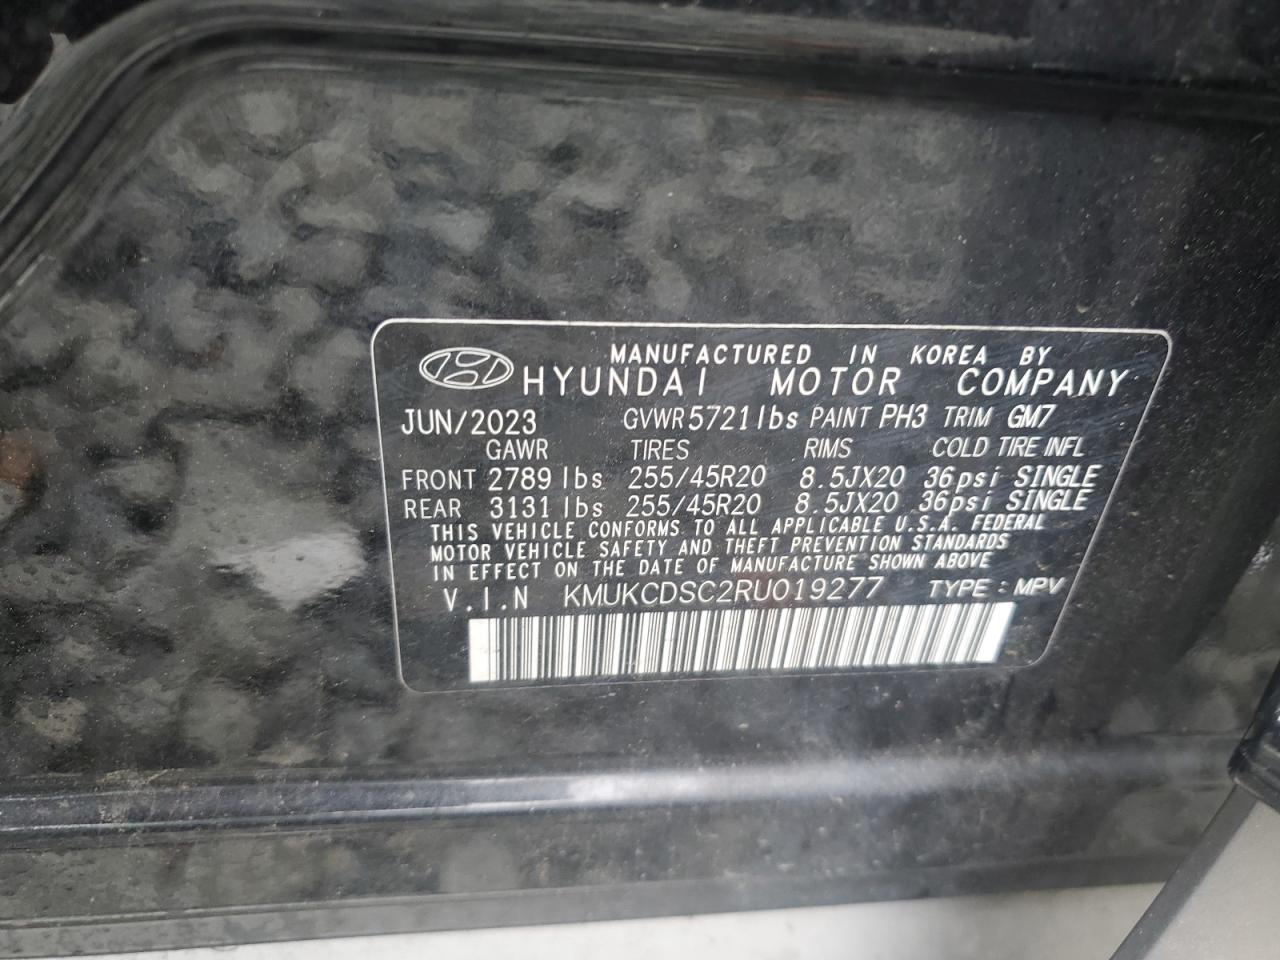 MANUFACTURED IN KOREA BY
HYUNDAI MOTOR COMPANY
JUN/2023 GVWR 5721 lbs PAINT PH3 TRIM GM7
GAWR TIRES RIMS COLD TIRE INFL
FRONT 2789 lbs 255/45R20 8.5JX20 36psi SINGLE
REAR 3131 lbs 255/45R20 8.5JX20 36psi SINGLE
THIS VEHICLE CONFORMS TO ALL APPLICABLE U.S.A. FEDERAL
MOTOR VEHICLE SAFETY AND THEFT PREVENTION STANDARDS
IN EFFECT ON THE DATE OF MANUFACTURE SHOWN ABOVE
V.I.N KMUKCDSC2RU019277 TYPE : MPV